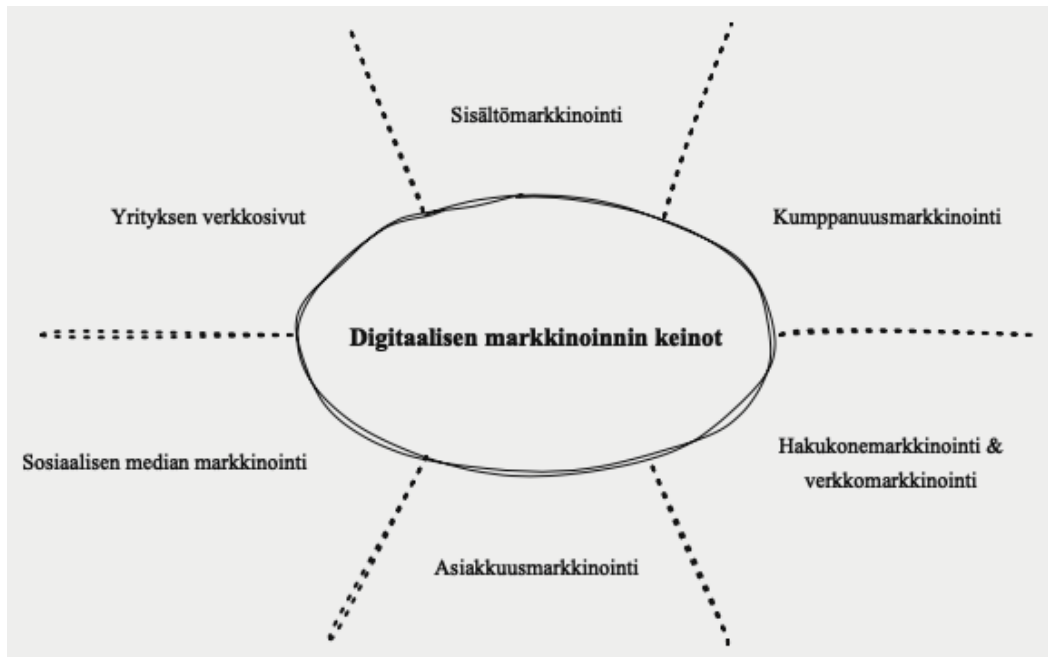 Sisältömarkkinointi
Yrityksen verkkosivut
Kumppanuusmarkkinointi
Digitaalisen markkinoinnin keinot
Sosiaalisen median markkinointi
Hakukonemarkkinointi &
verkkomarkkinointi
Asiakkuusmarkkinointi